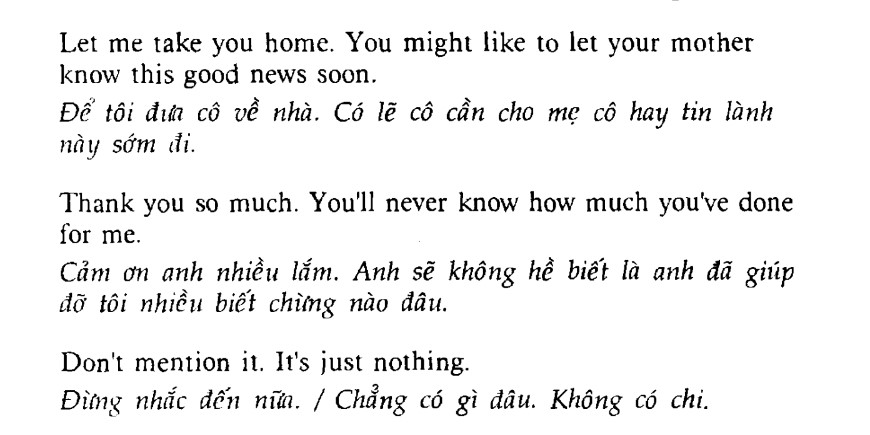 Let me take you home. You might like to let your mother
know this good news soon.
Để tôi đưa cô về nhà. Có lẽ cô cần cho mẹ cô hay tin lành
này sớm đi.
Thank you so much. You'll never know how much you've done
for me.
Cảm ơn anh nhiều lắm. Anh sẽ không hề biết là anh đã giúp
đỡ tôi nhiều biết chừng nào đâu.
Don't mention it. It's just nothing.
Đừng nhắc đến nữa. / Chẳng có gì đâu. Không có chi.